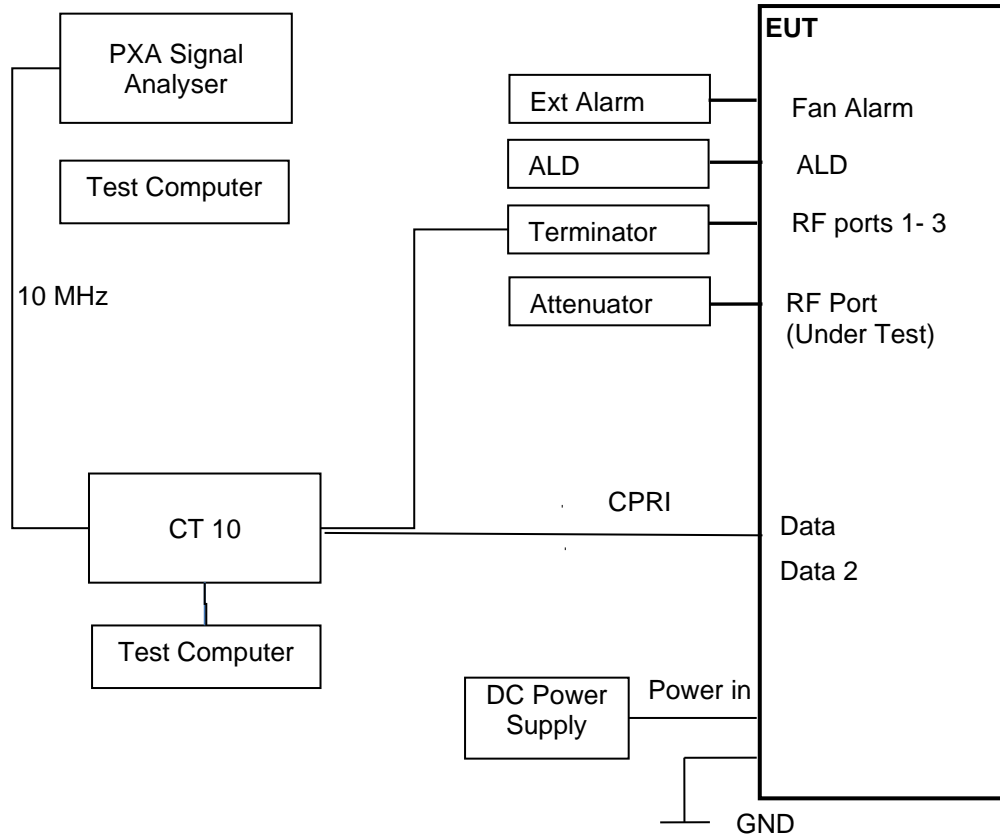 EUT
PXA Signal
Analyser
Ext Alarm
Fan Alarm
ALD
ALD
Test Computer
Terminator
RF ports 1- 3
10 MHz
Attenuator
RF Port
(Under Test)
CPRI
CT 10
Data
Data 2
Test Computer
DC Power
Supply
Power in
GND